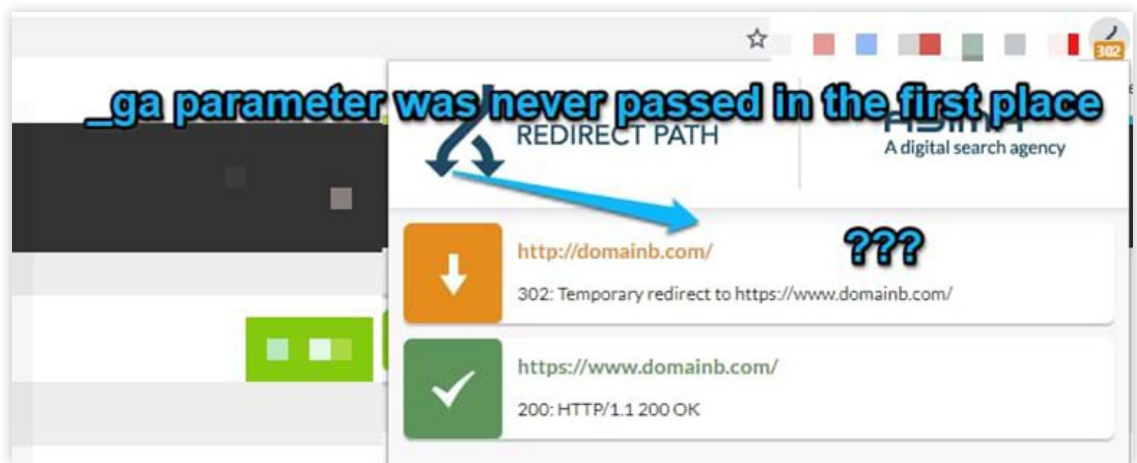 302
_ga parameter was never passed in the first place
REDIRECT PATH
A digital search agency
???
http://domainb.com/
302: Temporary redirect to https://www.domainb.com/
https://www.domainb.com/
200: HTTP/1.1 200 OK